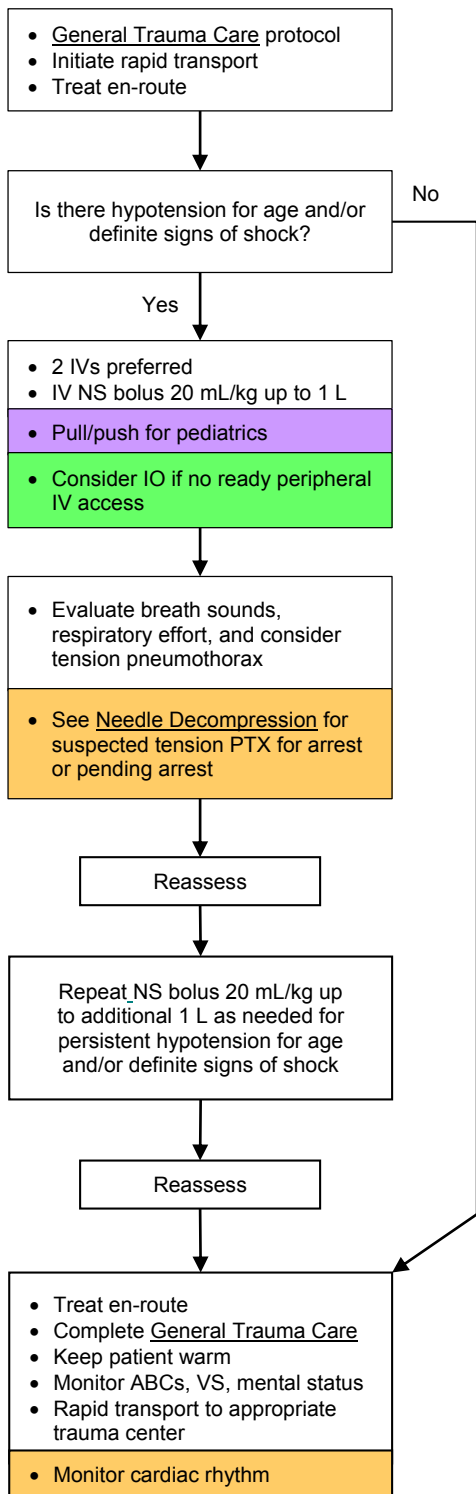 • General Trauma Care protocol
• Initiate rapid transport
• Treat en-route
Is there hypotension for age and/or
definite signs of shock?
No
Yes
• 2 IVs preferred
• IV NS bolus 20 mL/kg up to 1 L
• Pull/push for pediatrics
• Consider IO if no ready peripheral
IV access
• Evaluate breath sounds,
respiratory effort, and consider
tension pneumothorax
• See Needle Decompression for
suspected tension PTX for arrest
or pending arrest
Reassess
Repeat NS bolus 20 mL/kg up
to additional 1 L as needed for
persistent hypotension for age
and/or definite signs of shock
Reassess
• Treat en-route
• Complete General Trauma Care
• Keep patient warm
• Monitor ABCs, VS, mental status
• Rapid transport to appropriate
trauma center
• Monitor cardiac rhythm